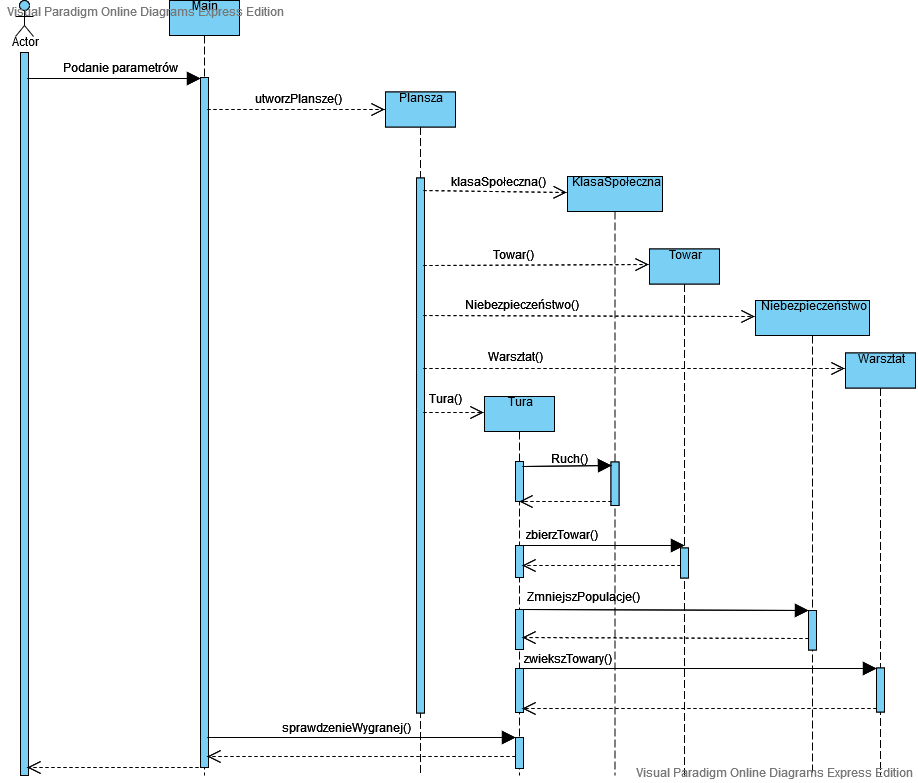 Visual Paradigm Online Diagrams Express Edition
Main
Actor
Podanie parametrów
utworzPlansze()
Plansza
klasaSpołeczna()
KlasaSpołeczna
Towar()
Towar
Niebezpieczeństwo()
Niebezpieczeństwo
Warsztat()
Warsztat
Tura()
Tura
Ruch()
zbierzTowar()
ZmniejszPopulacje()
zwiekszTowary()
sprawdzenieWygranej()
Visual Paradigm Online Diagrams Express Edition